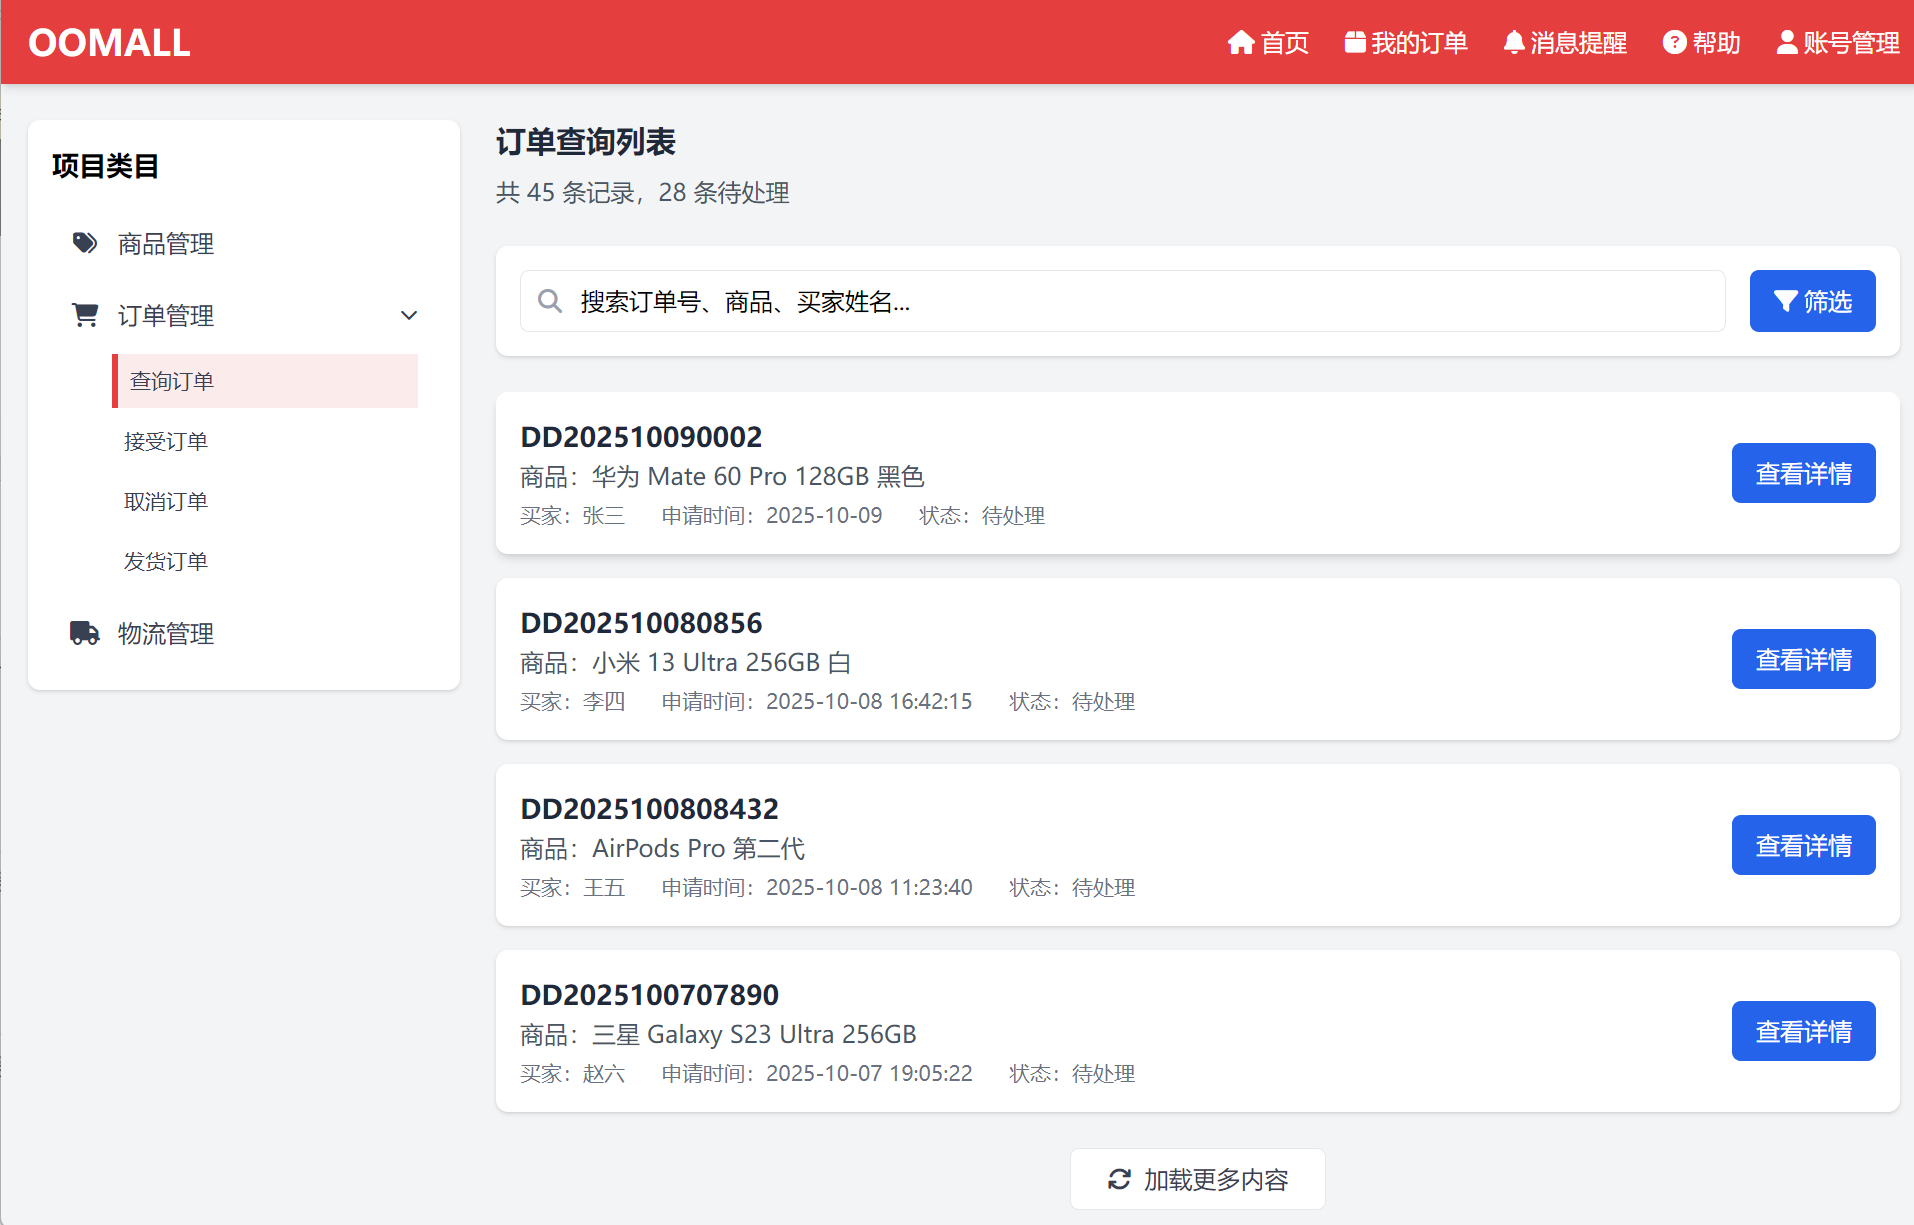 OOMALL
首页 我的订单 消息提醒 帮助 账号管理
项目类目
商品管理
订单管理
查询订单
接受订单
取消订单
发货订单
物流管理
订单查询列表
共 45 条记录，28 条待处理
搜索订单号、商品、买家姓名...
筛选
DD202510090002
商品：华为 Mate 60 Pro 128GB 黑色
买家：张三 申请时间：2025-10-09 状态：待处理
查看详情
DD202510080856
商品：小米 13 Ultra 256GB 白
买家：李四 申请时间：2025-10-08 16:42:15 状态：待处理
查看详情
DD2025100808432
商品：AirPods Pro 第二代
买家：王五 申请时间：2025-10-08 11:23:40 状态：待处理
查看详情
DD2025100707890
商品：三星 Galaxy S23 Ultra 256GB
买家：赵六 申请时间：2025-10-07 19:05:22 状态：待处理
查看详情
加载更多内容